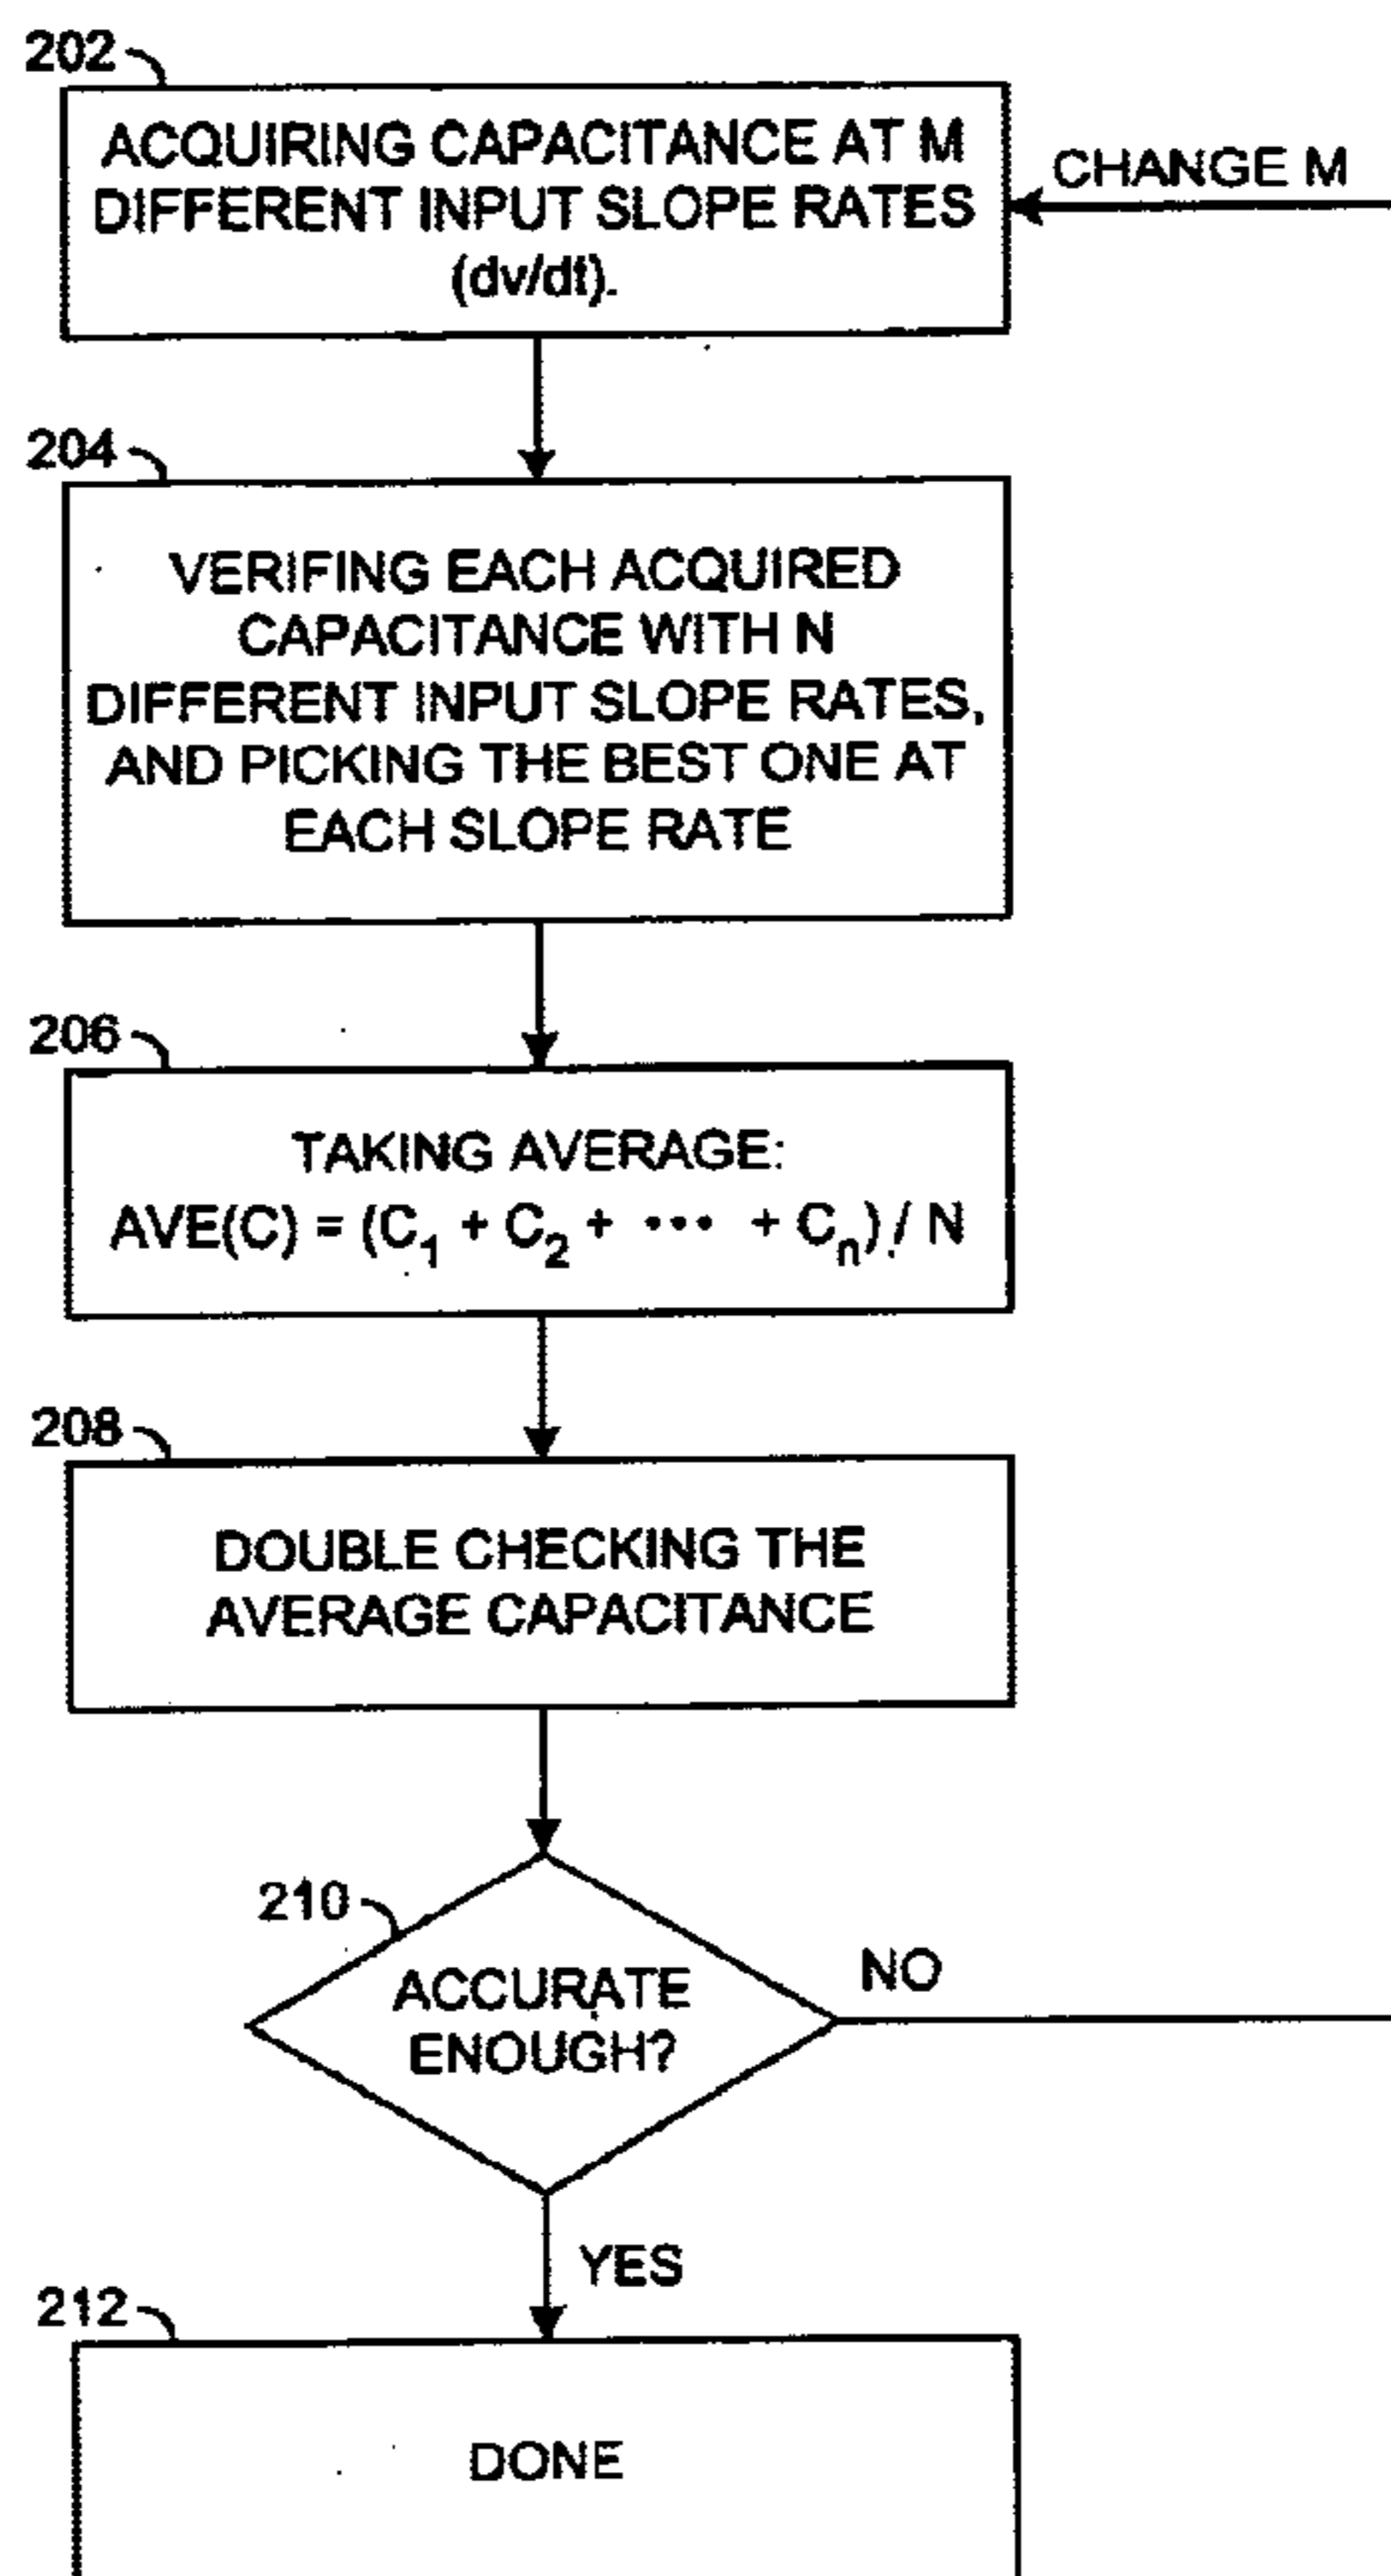 202
ACQUIRING CAPACITANCE AT M
DIFFERENT INPUT SLOPE RATES
(dv/dt).
CHANGE M
204
VERIFING EACH ACQUIRED
CAPACITANCE WITH N
DIFFERENT INPUT SLOPE RATES,
AND PICKING THE BEST ONE AT
EACH SLOPE RATE
206
TAKING AVERAGE:
AVE(C) = (C₁ + C₂ + ••• + Cₙ) / N
208
DOUBLE CHECKING THE
AVERAGE CAPACITANCE
210
ACCURATE
ENOUGH?
NO
YES
212
DONE